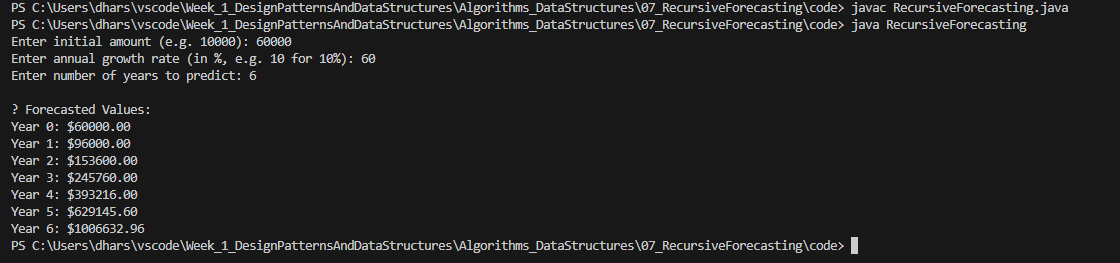 PS C:\Users\dhars\vscode\Week_1_DesignPatternsAndDataStructures\Algorithms_DataStructures\07_RecursiveForecasting\code> javac RecursiveForecasting.java
PS C:\Users\dhars\vscode\Week_1_DesignPatternsAndDataStructures\Algorithms_DataStructures\07_RecursiveForecasting\code> java RecursiveForecasting
Enter initial amount (e.g. 10000): 60000
Enter annual growth rate (in %, e.g. 10 for 10%): 60
Enter number of years to predict: 6
? Forecasted Values:
Year 0: $60000.00
Year 1: $96000.00
Year 2: $153600.00
Year 3: $245760.00
Year 4: $393216.00
Year 5: $629145.60
Year 6: $1006632.96
PS C:\Users\dhars\vscode\Week_1_DesignPatternsAndDataStructures\Algorithms_DataStructures\07_RecursiveForecasting\code>